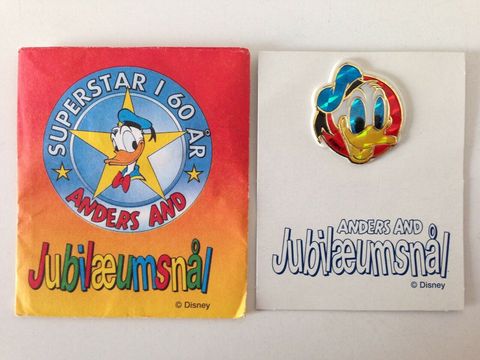 SUPERSTAR I 60 ÅR
ANDERS AND
Jubilæumsnål
© Disney
ANDERS AND
Jubilæumsnål
© Disney